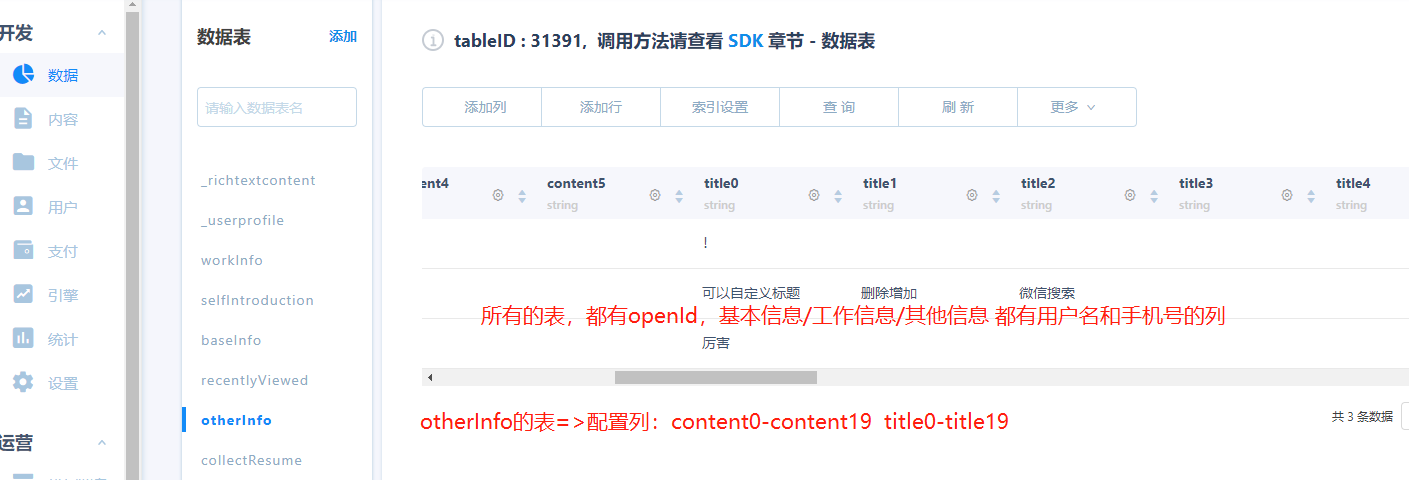 开发
数据
内容
文件
用户
支付
引擎
统计
设置
运营
数据表 添加
请输入数据表名
_richtextcontent
_userprofile
workInfo
selfIntroduction
baseInfo
recentlyViewed
otherInfo
collectResume
tableID : 31391, 调用方法请查看 SDK 章节 - 数据表
添加列 添加行 索引设置 查 询 刷 新 更多
ent4 content5 title0 title1 title2 title3 title4
string string string string string string
!
可以自定义标题 删除增加 微信搜索
所有的表，都有openId，基本信息/工作信息/其他信息 都有用户名和手机号的列
厉害
otherInfo的表=>配置列：content0-content19 title0-title19
共 3 条数据